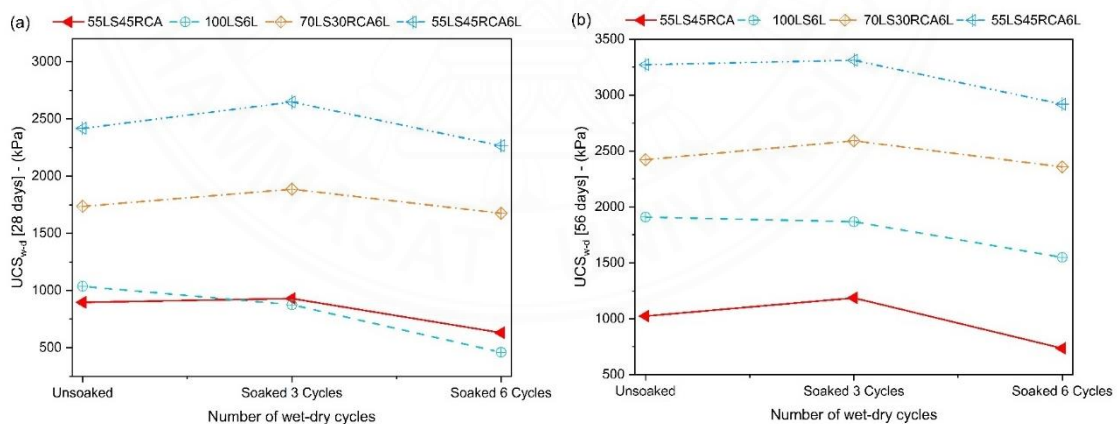 (a)
55LS45RCA 100LS6L 70LS30RCA6L 55LS45RCA6L
3000
2500
2000
1500
1000
500
UCSw-d [28 days] - (kPa)
Unsoaked Soaked 3 Cycles Soaked 6 Cycles
Number of wet-dry cycles
(b)
55LS45RCA 100LS6L 70LS30RCA6L 55LS45RCA6L
3500
3000
2500
2000
1500
1000
500
UCSw-d [56 days] - (kPa)
Unsoaked Soaked 3 Cycles Soaked 6 Cycles
Number of wet-dry cycles